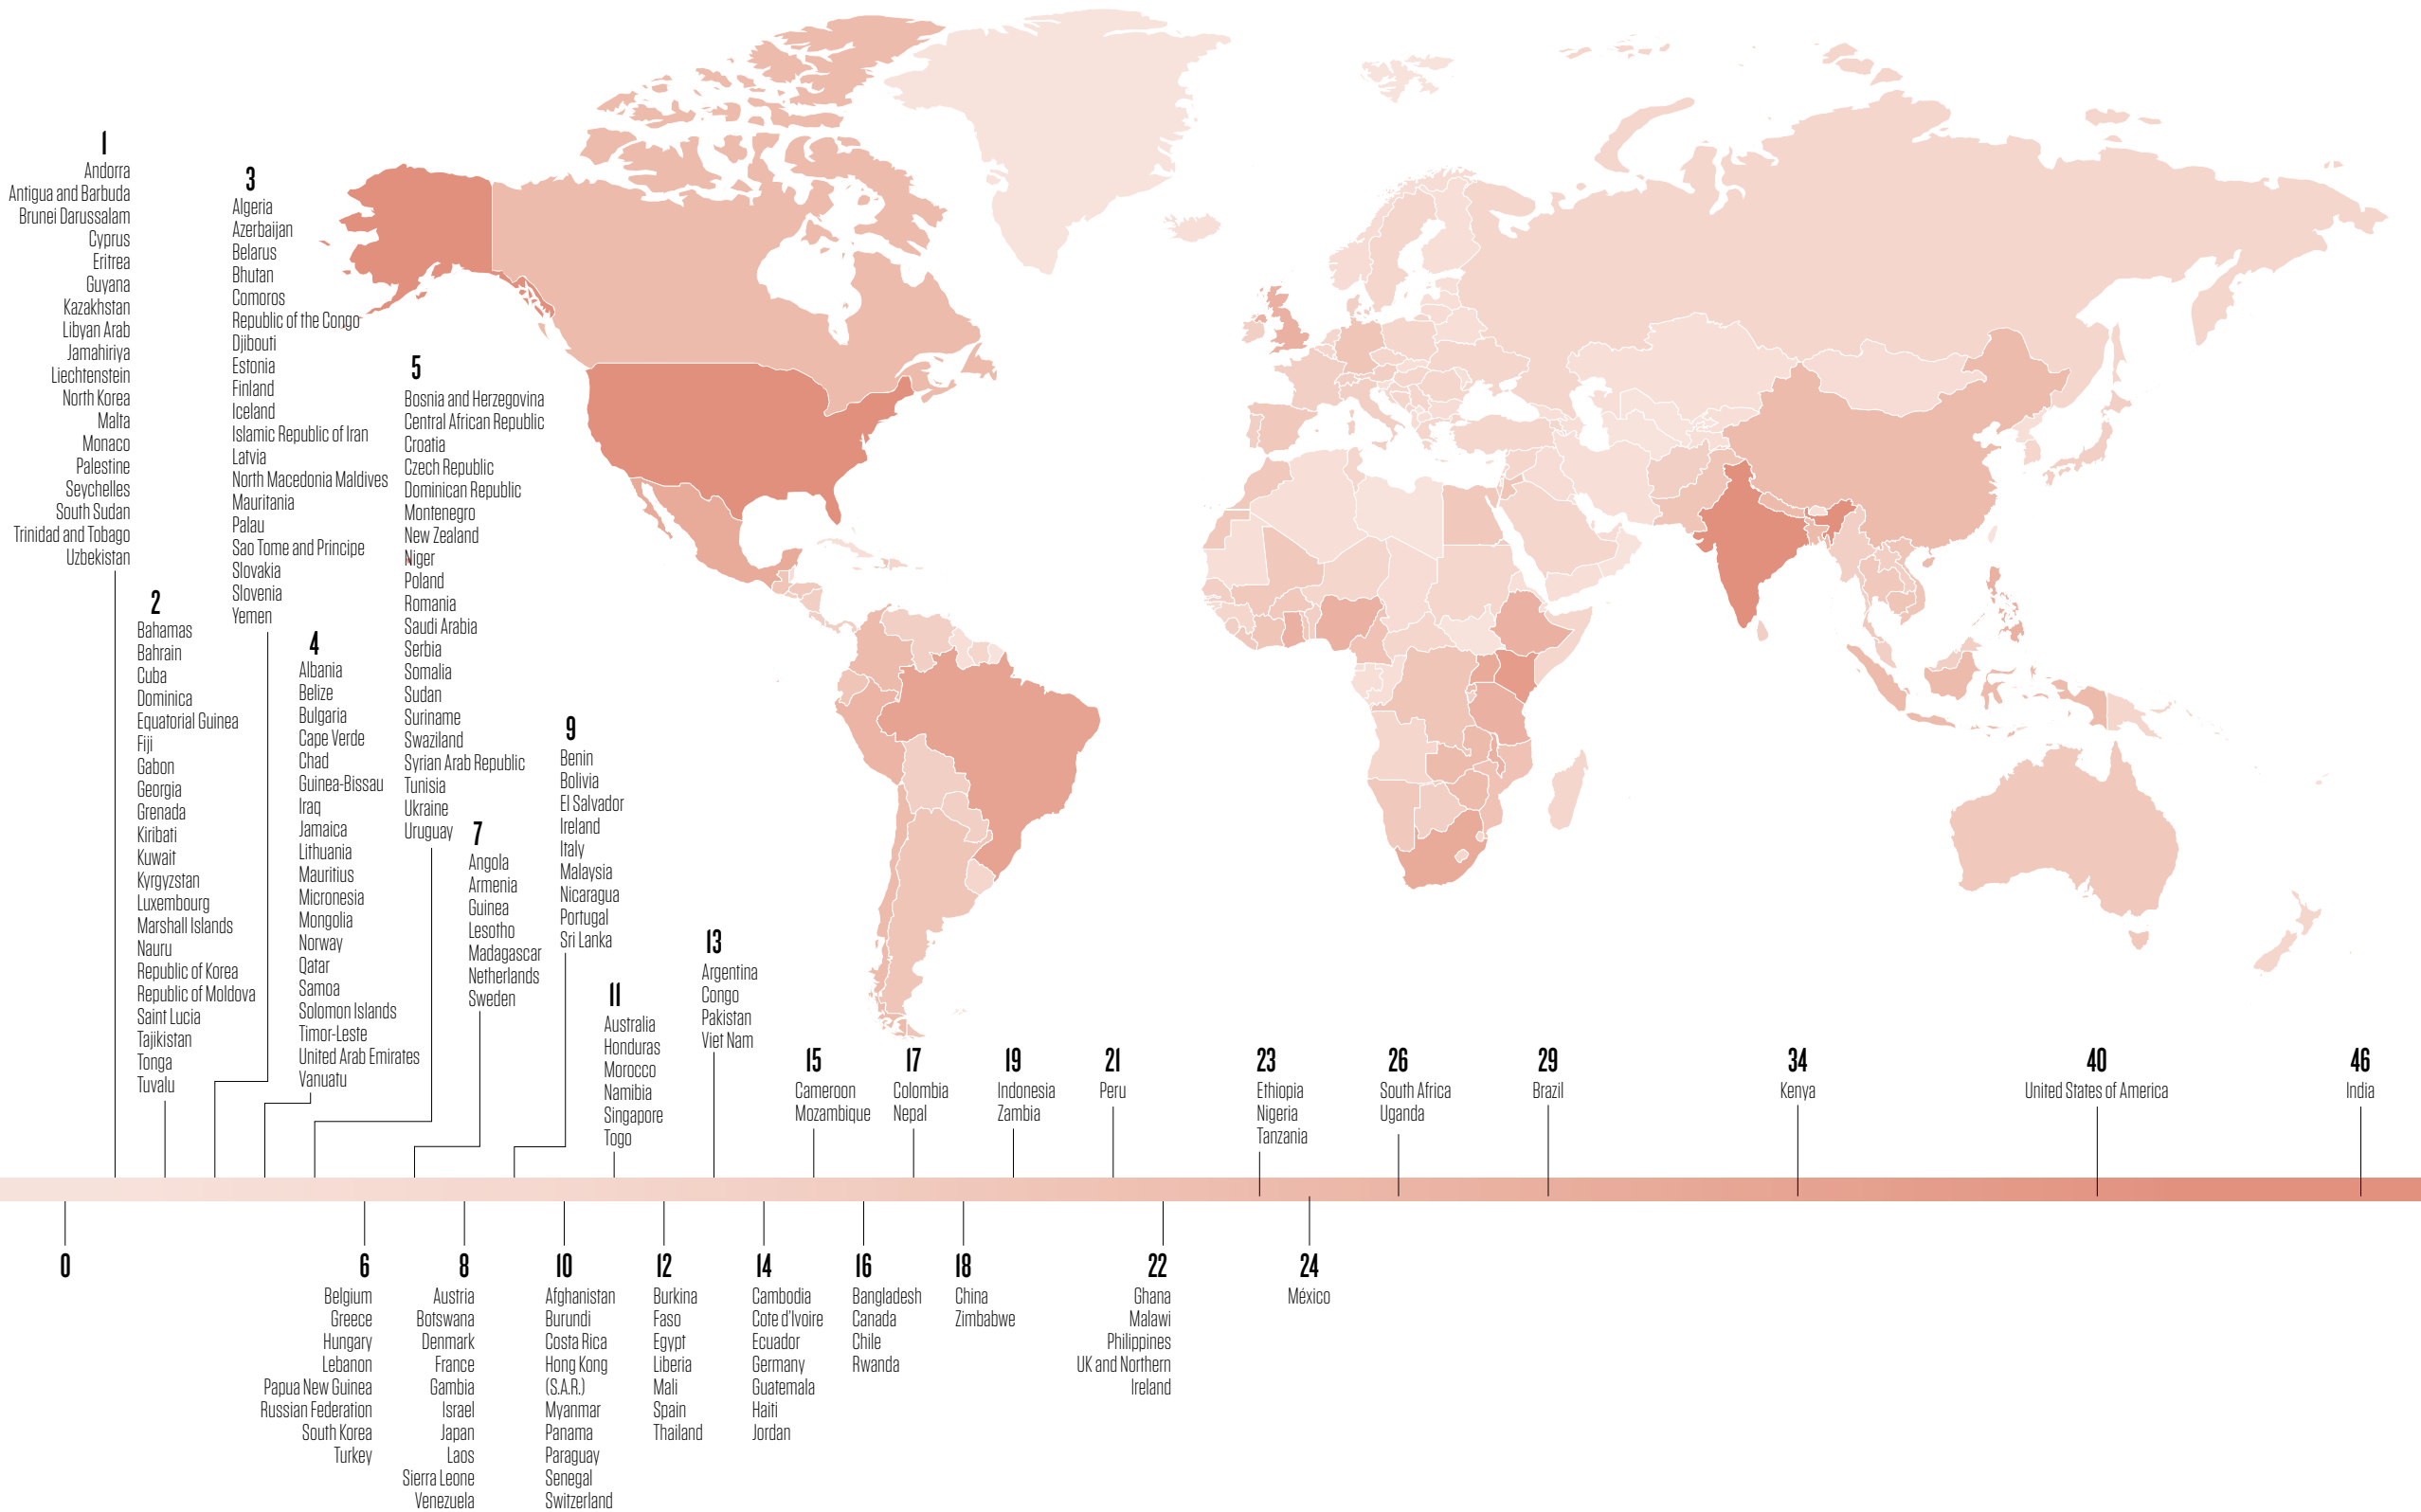 1
Andorra
Antigua and Barbuda
Brunei Darussalam
Cyprus
Eritrea
Guyana
Kazakhstan
Libyan Arab
Jamahiriya
Liechtenstein
North Korea
Malta
Monaco
Palestine
Seychelles
South Sudan
Trinidad and Tobago
Uzbekistan
2
Bahamas
Bahrain
Cuba
Dominica
Equatorial Guinea
Fiji
Gabon
Georgia
Grenada
Kiribati
Kuwait
Kyrgyzstan
Luxembourg
Marshall Islands
Nauru
Republic of Korea
Republic of Moldova
Saint Lucia
Tajikistan
Tonga
Tuvalu
3
Algeria
Azerbaijan
Belarus
Bhutan
Comoros
Republic of the Congo
Djibouti
Estonia
Finland
Iceland
Islamic Republic of Iran
Latvia
North Macedonia Maldives
Mauritania
Palau
Sao Tome and Principe
Slovakia
Slovenia
Yemen
4
Albania
Belize
Bulgaria
Cape Verde
Chad
Guinea-Bissau
Iraq
Jamaica
Lithuania
Mauritius
Micronesia
Mongolia
Norway
Qatar
Samoa
Solomon Islands
Timor-Leste
United Arab Emirates
Vanuatu
5
Bosnia and Herzegovina
Central African Republic
Croatia
Czech Republic
Dominican Republic
Montenegro
New Zealand
Niger
Poland
Romania
Saudi Arabia
Serbia
Somalia
Sudan
Suriname
Swaziland
Syrian Arab Republic
Tunisia
Ukraine
Uruguay
7
Angola
Armenia
Guinea
Lesotho
Madagascar
Netherlands
Sweden
9
Benin
Bolivia
El Salvador
Ireland
Italy
Malaysia
Nicaragua
Portugal
Sri Lanka
11
Australia
Honduras
Morocco
Namibia
Singapore
Togo
13
Argentina
Congo
Pakistan
Viet Nam
15
Cameroon
Mozambique
17
Colombia
Nepal
19
Indonesia
Zambia
21
Peru
23
Ethiopia
Nigeria
Tanzania
26
South Africa
Uganda
29
Brazil
34
Kenya
40
United States of America
46
India
0
6
Belgium
Greece
Hungary
Lebanon
Papua New Guinea
Russian Federation
South Korea
Turkey
8
Austria
Botswana
Denmark
France
Gambia
Israel
Japan
Laos
Sierra Leone
Venezuela
10
Afghanistan
Burundi
Costa Rica
Hong Kong
(S.A.R.)
Myanmar
Panama
Paraguay
Senegal
Switzerland
12
Burkina
Faso
Egypt
Liberia
Mali
Spain
Thailand
14
Cambodia
Cote d'Ivoire
Ecuador
Germany
Guatemala
Haiti
Jordan
16
Bangladesh
Canada
Chile
Rwanda
18
China
Zimbabwe
22
Ghana
Malawi
Philippines
UK and Northern
Ireland
24
México